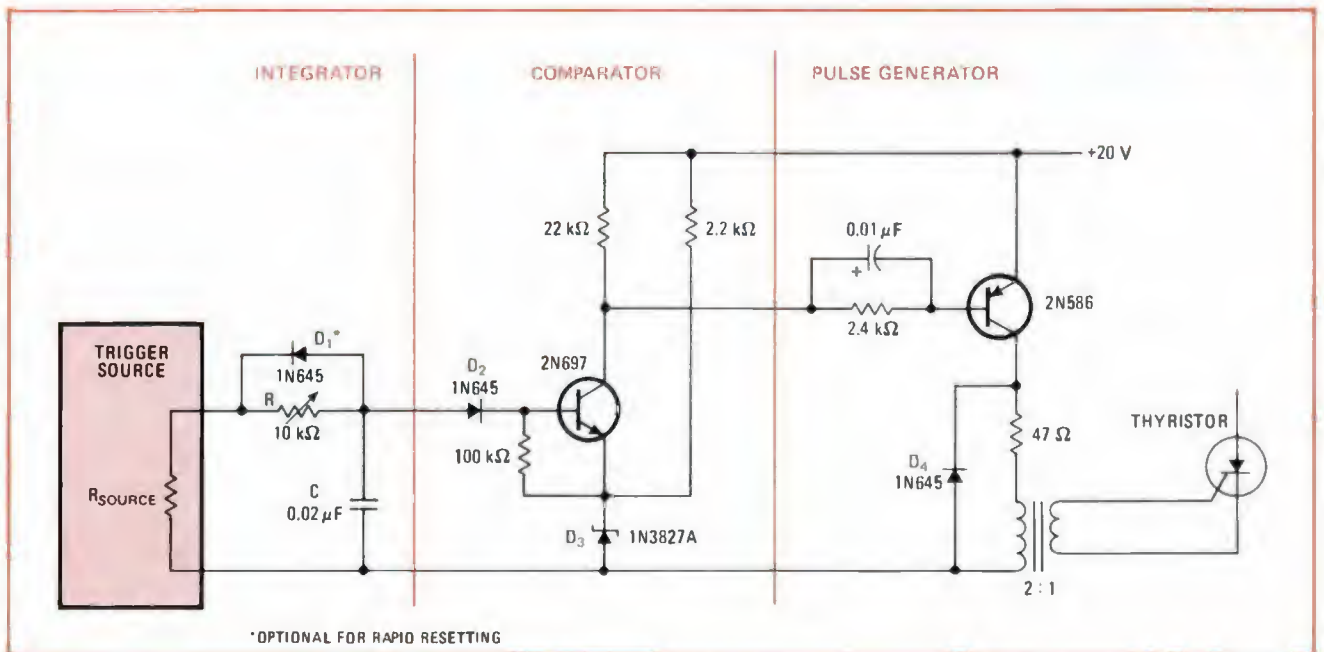 INTEGRATOR
COMPARATOR
PULSE GENERATOR
+20 V
22 kΩ
2.2 kΩ
0.01 µF
+
2N586
2.4 kΩ
TRIGGER
SOURCE
D1*
1N645
R
10 kΩ
D2
1N645
2N697
THYRISTOR
47 Ω
100 kΩ
D4
1N645
RSOURCE
C
0.02 µF
D3
1N3827A
2 : 1
*OPTIONAL FOR RAPID RESETTING